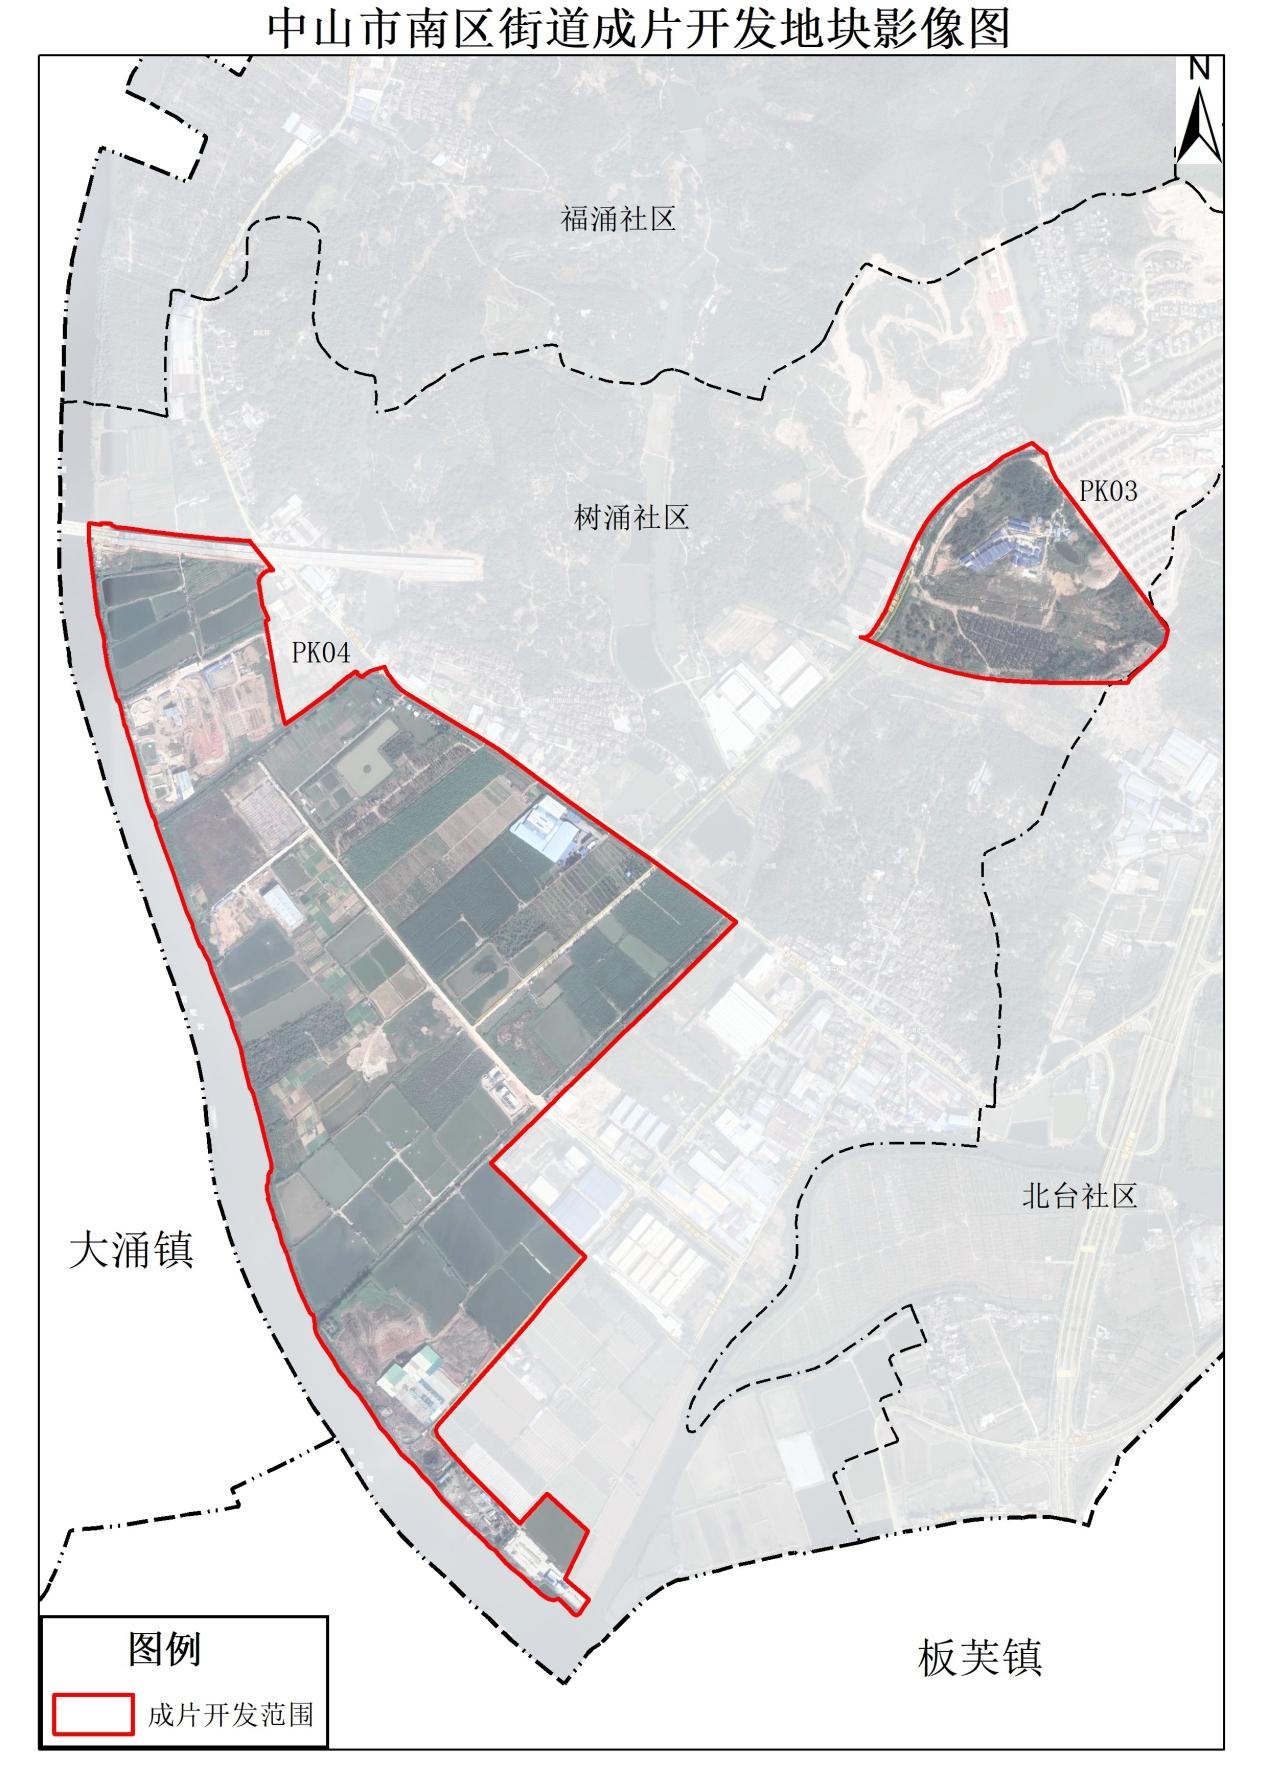 中山市南区街道成片开发地块影像图
N
福涌社区
PK03
树涌社区
PK04
北台社区
大涌镇
板芙镇
图例
成片开发范围